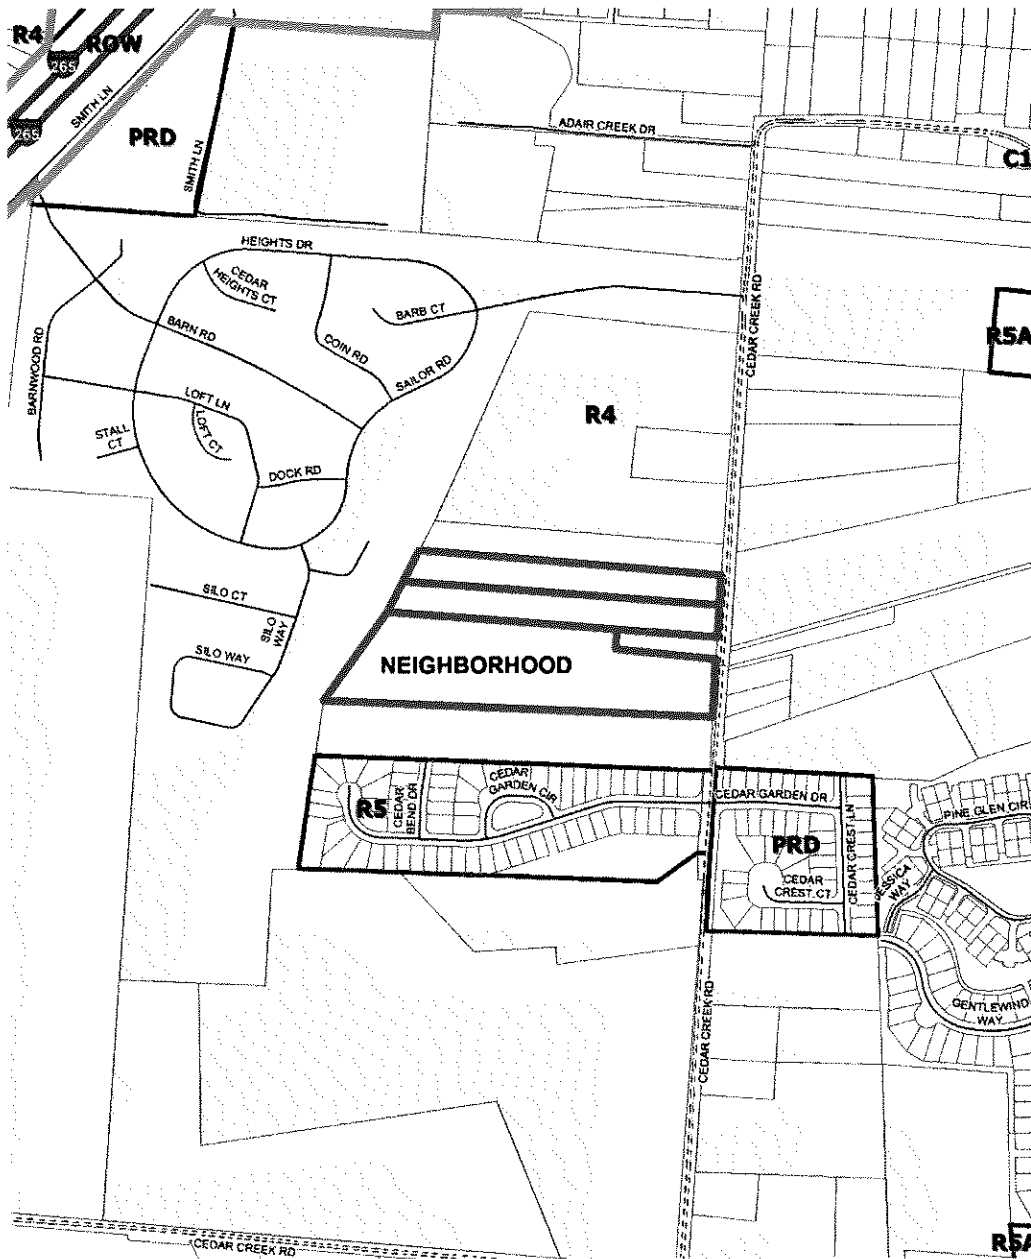 R4
ROW
265
SMITH LN
265
PRD
SMITH LN
ADAIR CREEK DR
C1
HEIGHTS DR
CEDAR
HEIGHTS CT
BARB CT
CEDAR CREEK RD
BARN RD
COIN RD
SAILOR RD
R5A
BARNWOOD RD
LOFT LN
LOFT CT
STALL
CT
R4
DOCK RD
SILO CT
SILO
WAY
SILO WAY
NEIGHBORHOOD
CEDAR
GARDEN CIR
R5
CEDAR
BEND DR
CEDAR GARDEN DR
PINE GLEN CIR
PRD
CEDAR CREST LN
CEDAR
CREST CT
JESSICA
WAY
GENTLEWIND
WAY
CEDAR CREEK RD
CEDAR CREEK RD
R5A